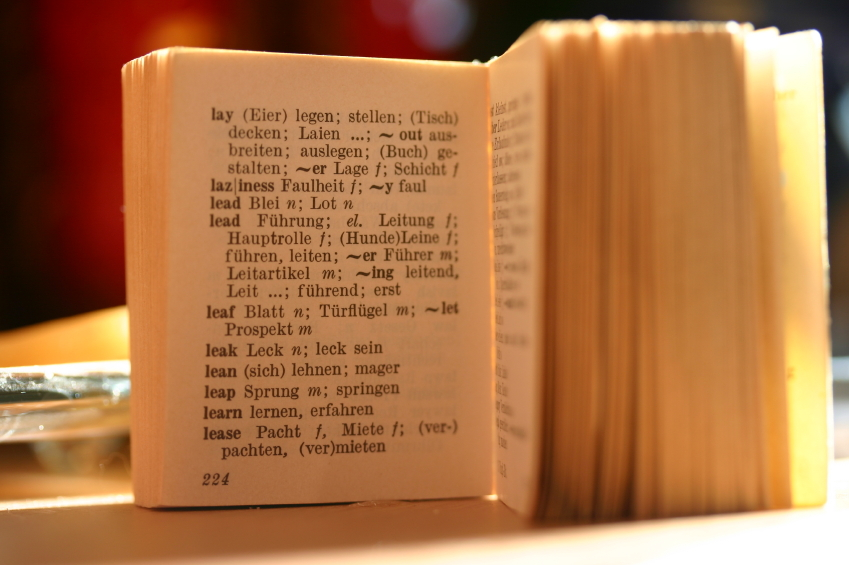 lay (Eier) legen; stellen; (Tisch)
decken; Laien ...; ~ out aus-
breiten; auslegen; (Buch) ge-
stalten; ~er Lage f; Schicht f
laz|iness Faulheit f; ~y faul
lead Blei n; Lot n
lead Führung; el. Leitung f;
Hauptrolle f; (Hunde)Leine f;
führen, leiten; ~er Führer m;
Leitartikel m; ~ing leitend,
Leit ...; führend; erst
leaf Blatt n; Türflügel m; ~let
Prospekt m
leak Leck n; leck sein
lean (sich) lehnen; mager
leap Sprung m; springen
learn lernen, erfahren
lease Pacht f, Miete f; (ver-)
pachten, (ver)mieten
224